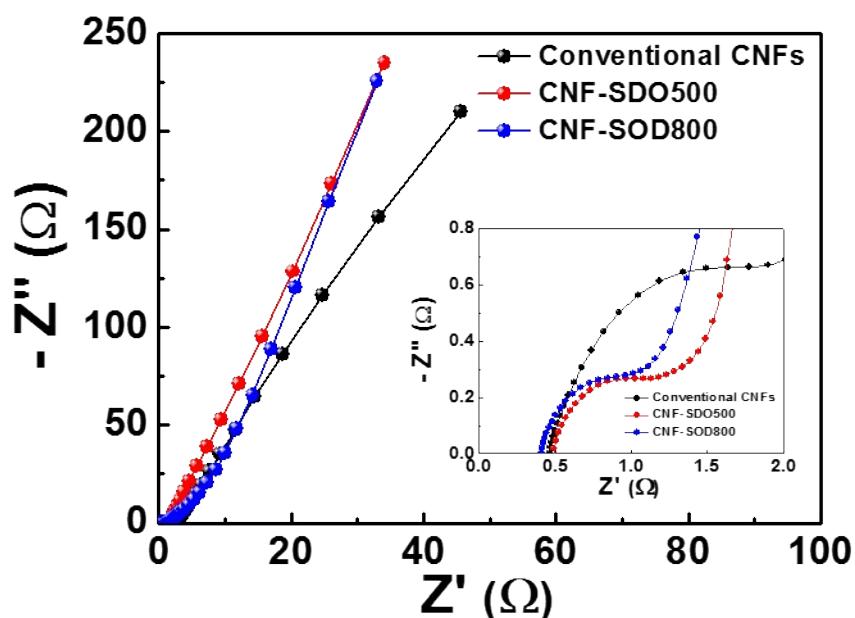 250
200
150
100
50
0
- Z" (Ω)
Conventional CNFs
CNF-SDO500
CNF-SOD800
0.8
0.6
0.4
0.2
0.0
- Z" (Ω)
Conventional CNFs
CNF-SDO500
CNF-SOD800
0.0 0.5 1.0 1.5 2.0
Z' (Ω)
0 20 40 60 80 100
Z' (Ω)